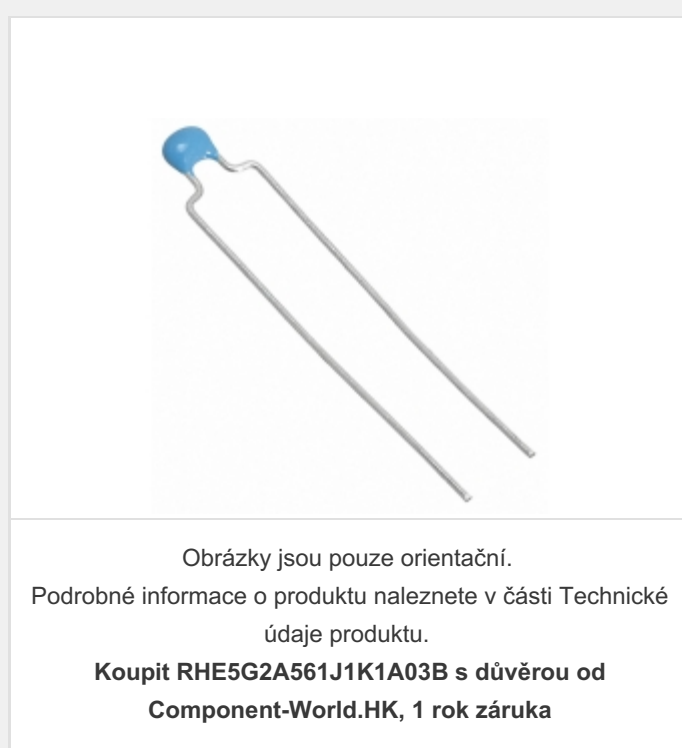 Obrázky jsou pouze orientační.
Podrobné informace o produktu naleznete v části Technické
údaje produktu.
Koupit RHE5G2A561J1K1A03B s důvěrou od
Component-World.HK, 1 rok záruka